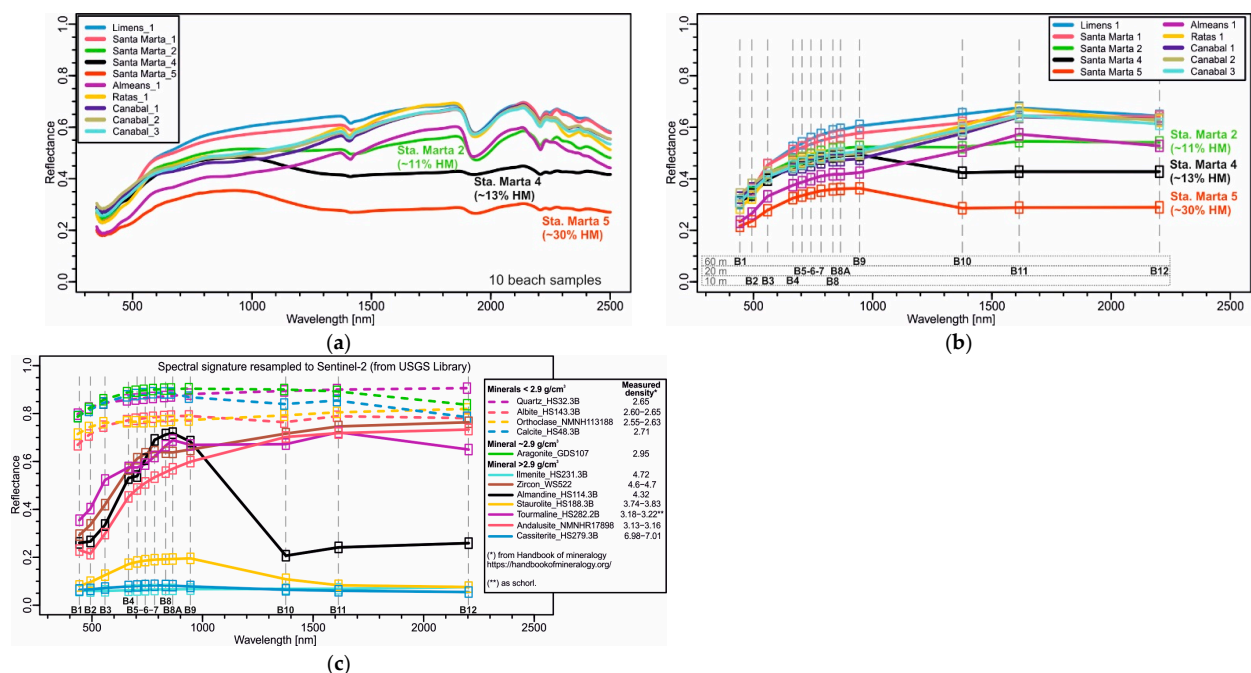 Limens_1
Santa Marta_1
Santa Marta_2
Santa Marta_4
Santa Marta_5
Almeans_1
Ratas_1
Canabal_1
Canabal_2
Canabal_3
Reflectance
0.0 0.2 0.4 0.6 0.8 1.0
Sta. Marta 2
(~11% HM)
Sta. Marta 4
(~13% HM)
Sta. Marta 5
(~30% HM)
10 beach samples
500 1000 1500 2000 2500
Wavelength [nm]
(a)
Limens 1
Santa Marta 1
Santa Marta 2
Santa Marta 4
Santa Marta 5
Almeans 1
Ratas 1
Canabal 1
Canabal 2
Canabal 3
Reflectance
0.0 0.2 0.4 0.6 0.8 1.0
Sta. Marta 2
(~11% HM)
Sta. Marta 4
(~13% HM)
Sta. Marta 5
(~30% HM)
60 m B1 B9 B10
20 m B5-6-7 B8A B11 B12
10 m B2 B3 B4 B8
500 1000 1500 2000 2500
Wavelength [nm]
(b)
Spectral signature resampled to Sentinel-2 (from USGS Library)
Reflectance
0.0 0.2 0.4 0.6 0.8 1.0
Minerals < 2.9 g/cm³ Measured density*
Quartz_HS32.3B 2.65
Albite_HS143.3B 2.60−2.65
Orthoclase_NMNH113188 2.55−2.63
Calcite_HS48.3B 2.71
Mineral ~2.9 g/cm³
Aragonite_GDS107 2.95
Mineral >2.9 g/cm³
Ilmenite_HS231.3B 4.72
Zircon_WS522 4.6−4.7
Almandine_HS114.3B 4.32
Staurolite_HS188.3B 3.74−3.83
Tourmaline_HS282.2B 3.18−3.22**
Andalusite_NMNHR17898 3.13−3.16
Cassiterite_HS279.3B 6.98−7.01
(*) from Handbook of mineralogy
https://handbookofmineralogy.org/
(**) as schorl.
B4 B8
B1 B2 B3 B5-6-7 B8A B9 B10 B11 B12
500 1000 1500 2000 2500
Wavelength [nm]
(c)